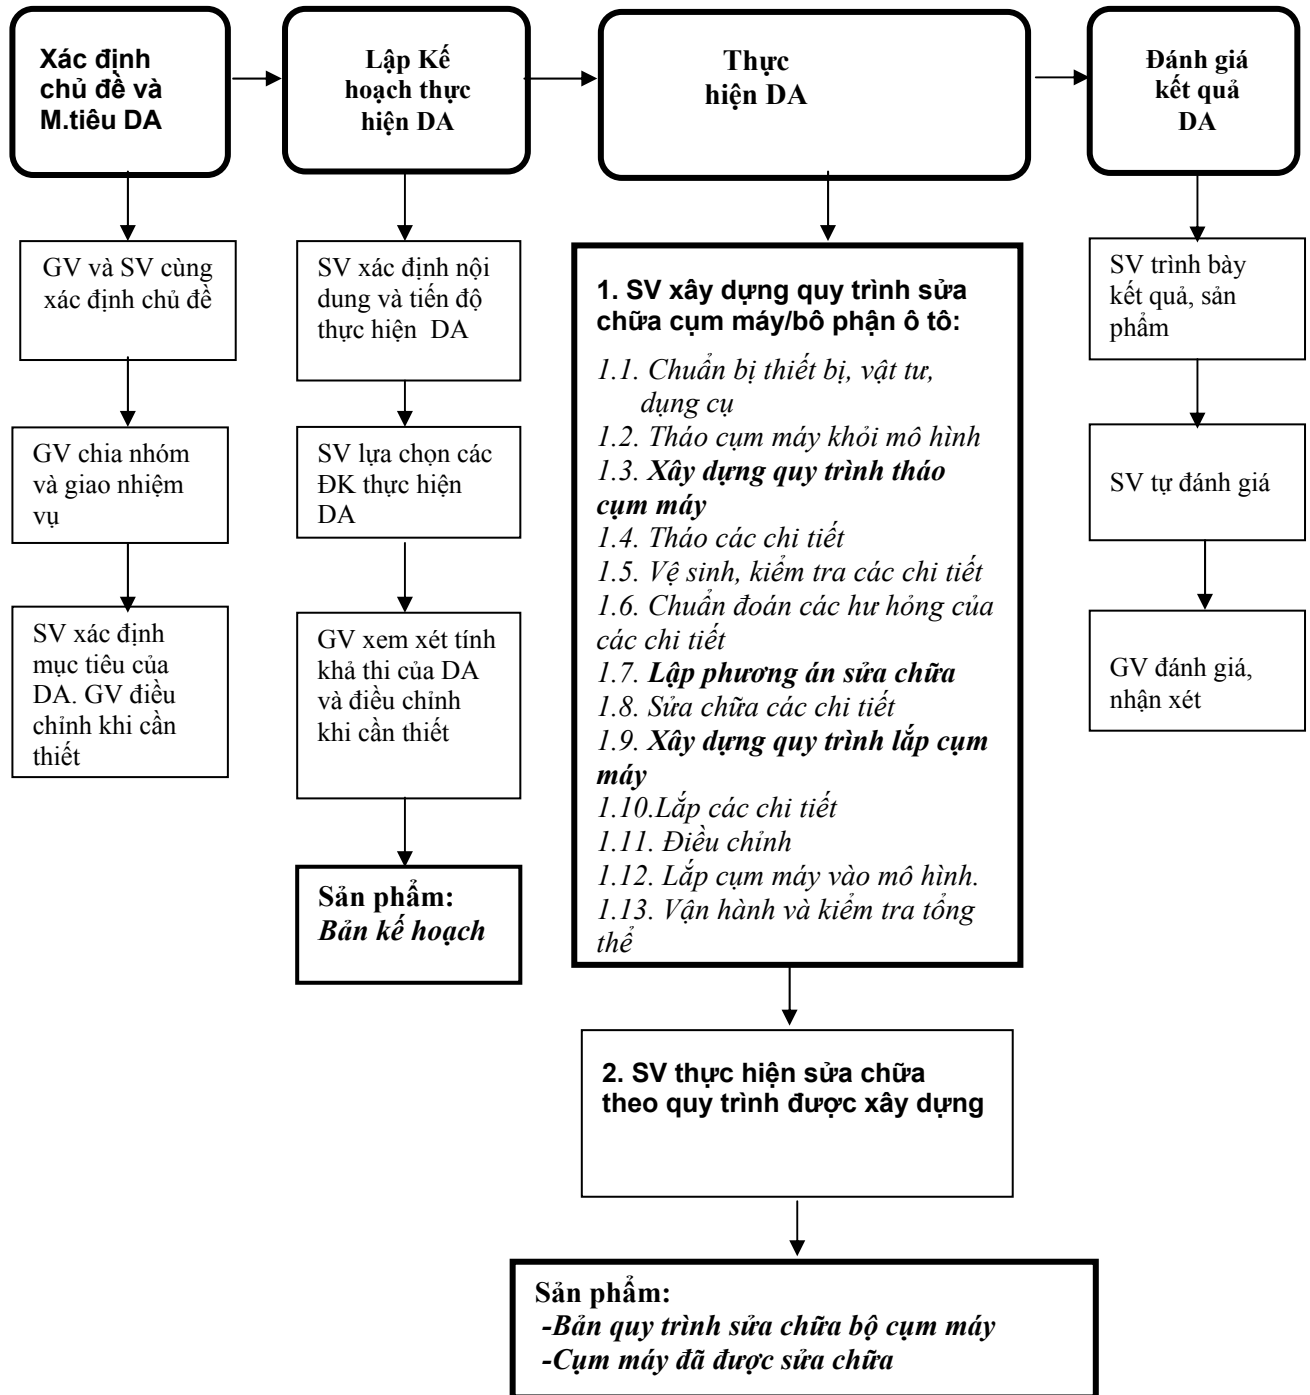 Xác định
chủ đề và
M.tiêu DA
Lập Kế
hoạch thực
hiện DA
Thực
hiện DA
Đánh giá
kết quả
DA
GV và SV cùng
xác định chủ đề
GV chia nhóm
và giao nhiệm
vụ
SV xác định
mục tiêu của
DA. GV điều
chỉnh khi cần
thiết
SV xác định nội
dung và tiến độ
thực hiện DA
SV lựa chọn các
ĐK thực hiện
DA
GV xem xét tính
khả thi của DA
và điều chỉnh
khi cần thiết
Sản phẩm:
Bản kế hoạch
1. SV xây dựng quy trình sửa
chữa cụm máy/bô phận ô tô:
1.1. Chuẩn bị thiết bị, vật tư,
dụng cụ
1.2. Tháo cụm máy khỏi mô hình
1.3. Xây dựng quy trình tháo
cụm máy
1.4. Tháo các chi tiết
1.5. Vệ sinh, kiểm tra các chi tiết
1.6. Chuẩn đoán các hư hỏng của
các chi tiết
1.7. Lập phương án sửa chữa
1.8. Sửa chữa các chi tiết
1.9. Xây dựng quy trình lắp cụm
máy
1.10.Lắp các chi tiết
1.11. Điều chỉnh
1.12. Lắp cụm máy vào mô hình.
1.13. Vận hành và kiểm tra tổng
thể
2. SV thực hiện sửa chữa
theo quy trình được xây dựng
Sản phẩm:
-Bản quy trình sửa chữa bộ cụm máy
-Cụm máy đã được sửa chữa
SV trình bày
kết quả, sản
phẩm
SV tự đánh giá
GV đánh giá,
nhận xét